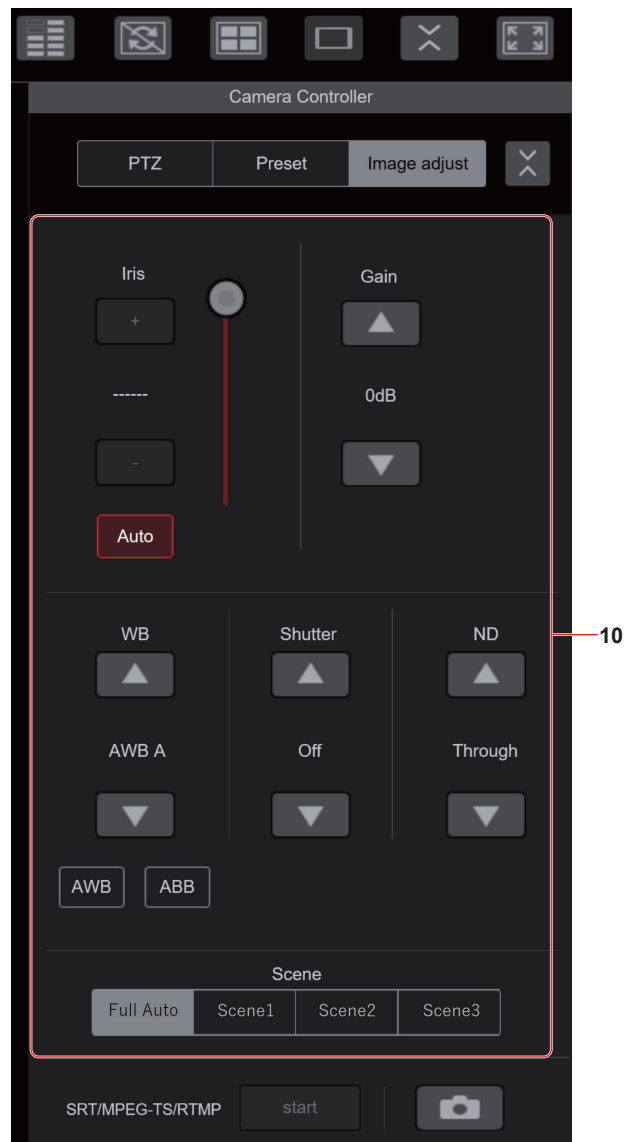 Camera Controller
PTZ Preset Image adjust
Iris Gain
+
------ 0dB
-
Auto
10
WB Shutter ND
AWB A Off Through
AWB ABB
Scene
Full Auto Scene1 Scene2 Scene3
SRT/MPEG-TS/RTMP start